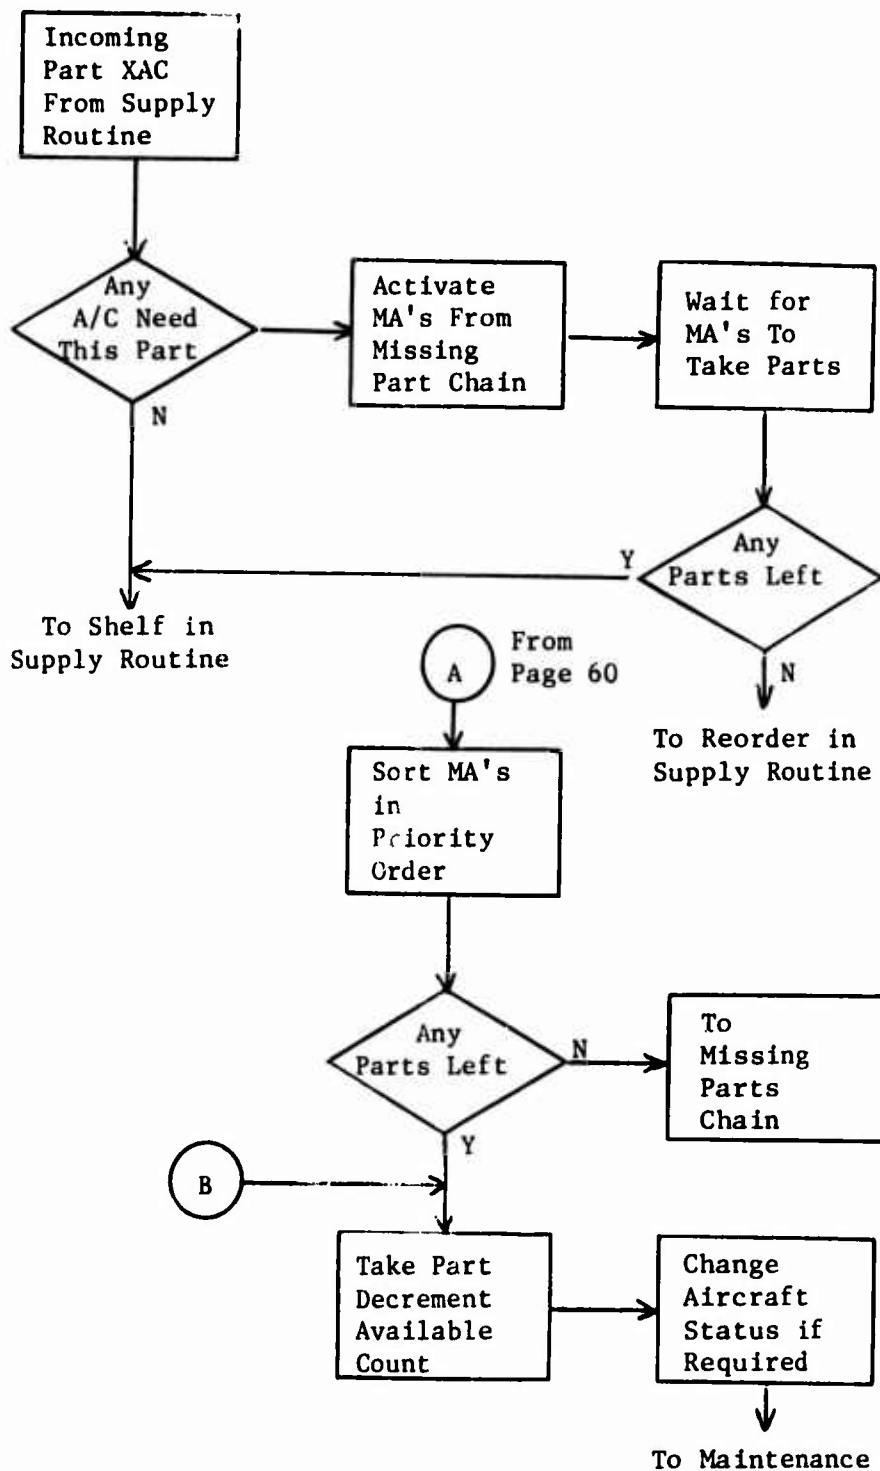 Incoming
Part XAC
From Supply
Routine
Any
A/C Need
This Part
Activate
MA's From
Missing
Part Chain
Wait for
MA's To
Take Parts
N
Any
Parts Left
Y
N
To Shelf in
Supply Routine
A
From
Page 60
To Reorder in
Supply Routine
Sort MA's
in
Priority
Order
Any
Parts Left
N
To
Missing
Parts
Chain
Y
B
Take Part
Decrement
Available
Count
Change
Aircraft
Status if
Required
To Maintenance